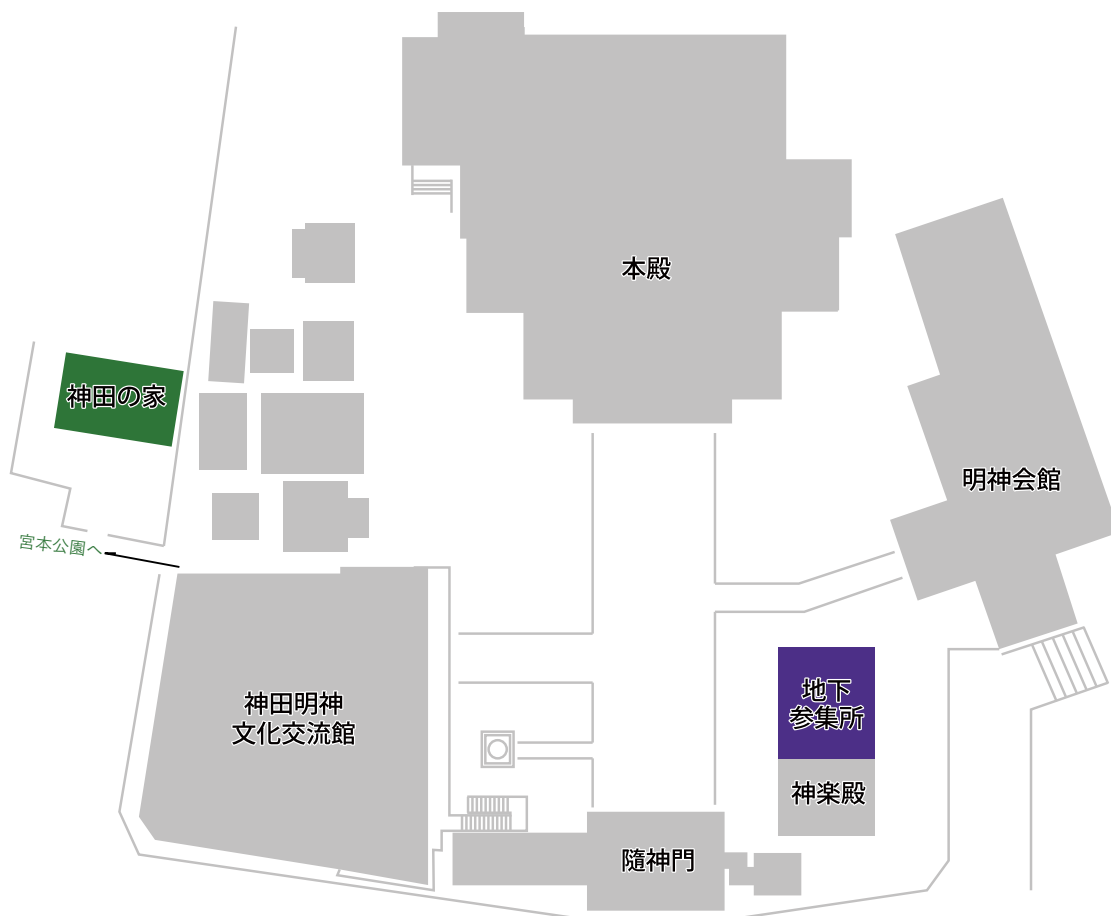 本殿
神田の家
明神会館
宮本公園へ
神田明神
文化交流館
地下
参集所
神楽殿
隨神門